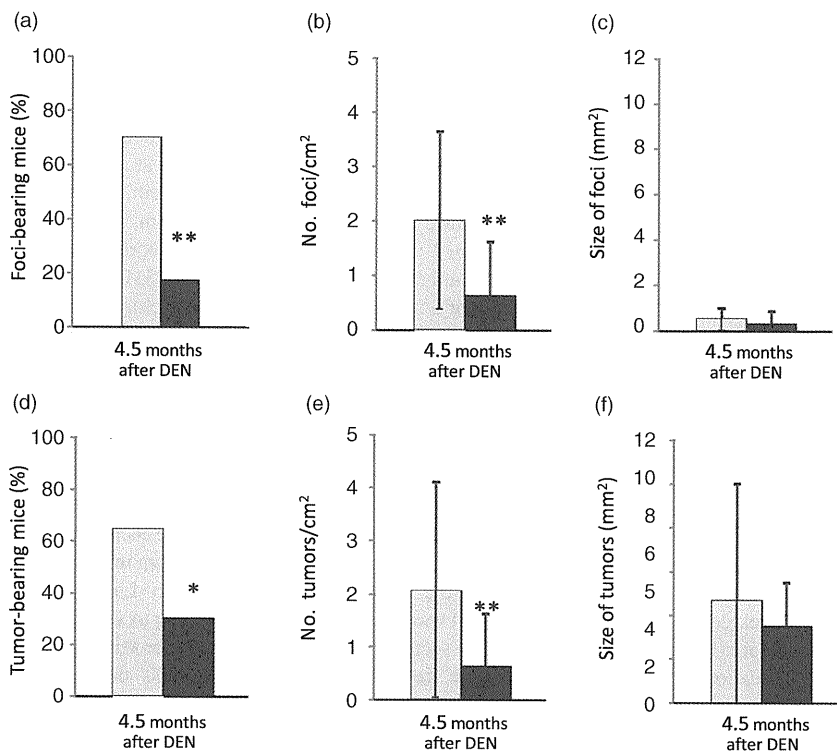 (a)
Foci-bearing mice (%)
100
80
60
40
20
0
**
4.5 months
after DEN
(b)
No. foci/cm²
5
4
3
2
1
0
**
4.5 months
after DEN
(c)
Size of foci (mm²)
12
10
8
6
4
2
0
4.5 months
after DEN
(d)
Tumor-bearing mice (%)
100
80
60
40
20
0
*
4.5 months
after DEN
(e)
No. tumors/cm²
5
4
3
2
1
0
**
4.5 months
after DEN
(f)
Size of tumors (mm²)
12
10
8
6
4
2
0
4.5 months
after DEN